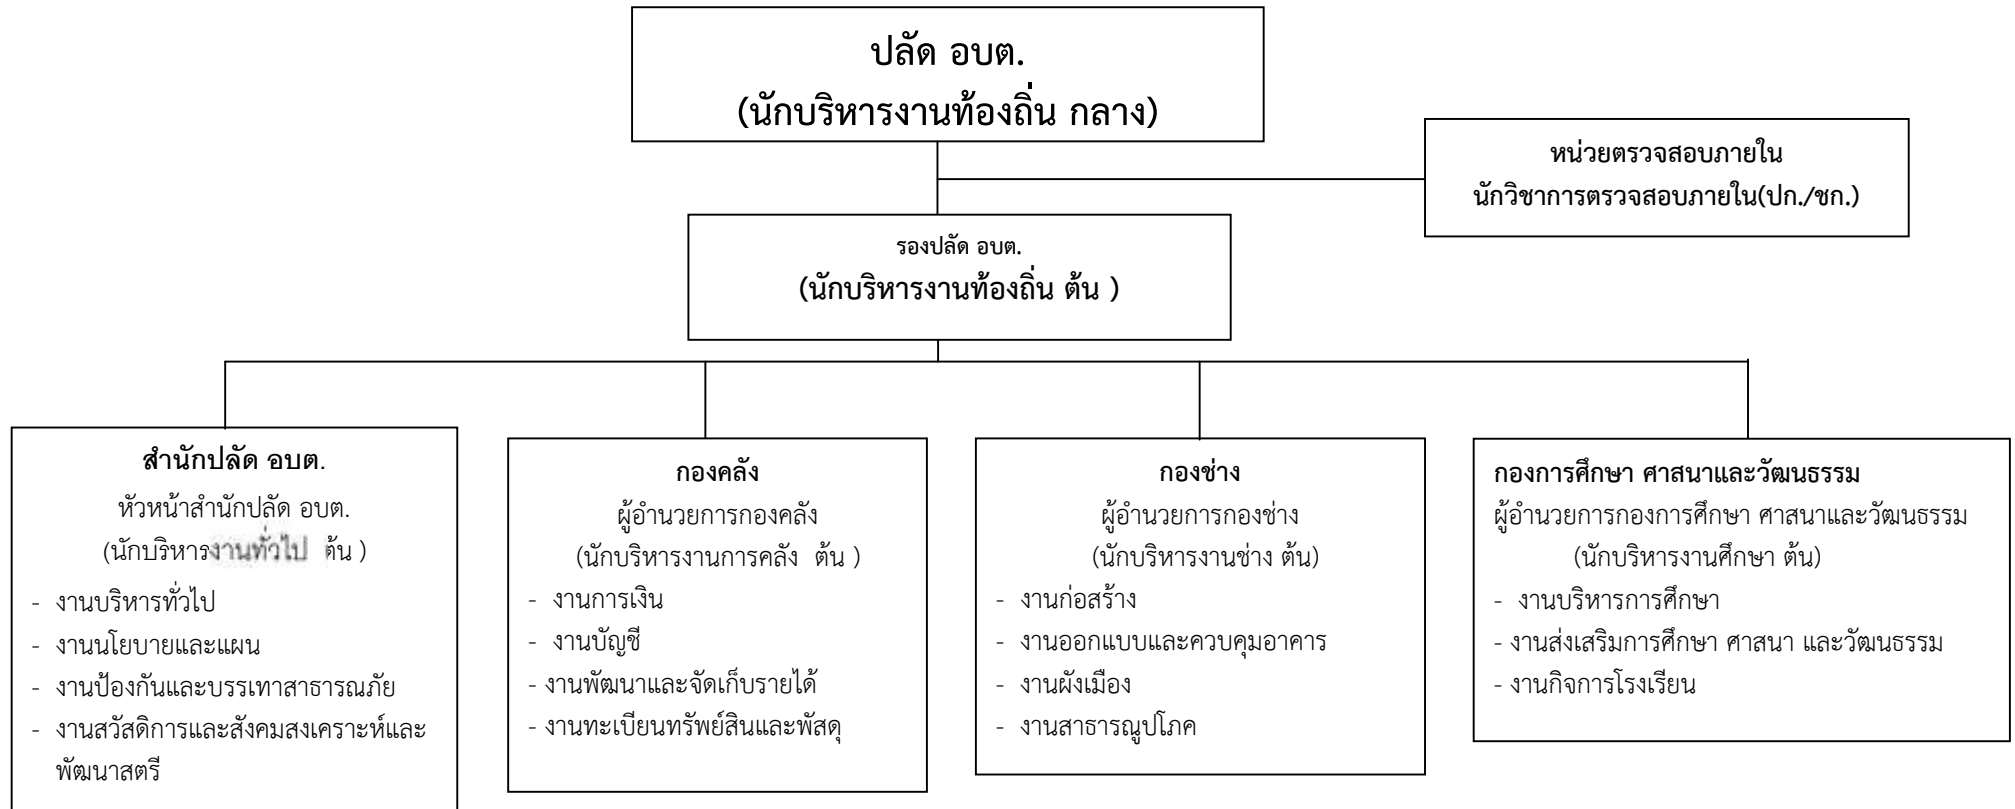 ปลัด อบต.
(นักบริหารงานท้องถิ่น กลาง)
หน่วยตรวจสอบภายใน
นักวิชาการตรวจสอบภายใน(ปก./ชก.)
รองปลัด อบต.
(นักบริหารงานท้องถิ่น ต้น )
สำนักปลัด อบต.
หัวหน้าสำนักปลัด อบต.
(นักบริหารงานทั่วไป ต้น )
- งานบริหารทั่วไป
- งานนโยบายและแผน
- งานป้องกันและบรรเทาสาธารณภัย
- งานสวัสดิการและสังคมสงเคราะห์และ
พัฒนาสตรี
กองคลัง
ผู้อำนวยการกองคลัง
(นักบริหารงานการคลัง ต้น )
- งานการเงิน
- งานบัญชี
- งานพัฒนาและจัดเก็บรายได้
- งานทะเบียนทรัพย์สินและพัสดุ
กองช่าง
ผู้อำนวยการกองช่าง
(นักบริหารงานช่าง ต้น)
- งานก่อสร้าง
- งานออกแบบและควบคุมอาคาร
- งานผังเมือง
- งานสาธารณูปโภค
กองการศึกษา ศาสนาและวัฒนธรรม
ผู้อำนวยการกองการศึกษา ศาสนาและวัฒนธรรม
(นักบริหารงานศึกษา ต้น)
- งานบริหารการศึกษา
- งานส่งเสริมการศึกษา ศาสนา และวัฒนธรรม
- งานกิจการโรงเรียน